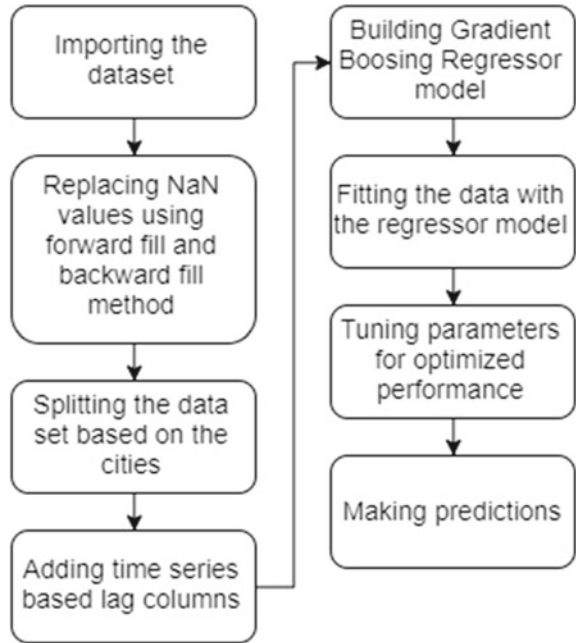 Importing the
dataset
Replacing NaN
values using
forward fill and
backward fill
method
Splitting the data
set based on the
cities
Adding time series
based lag columns
Building Gradient
Boosing Regressor
model
Fitting the data with
the regressor model
Tuning parameters
for optimized
performance
Making predictions